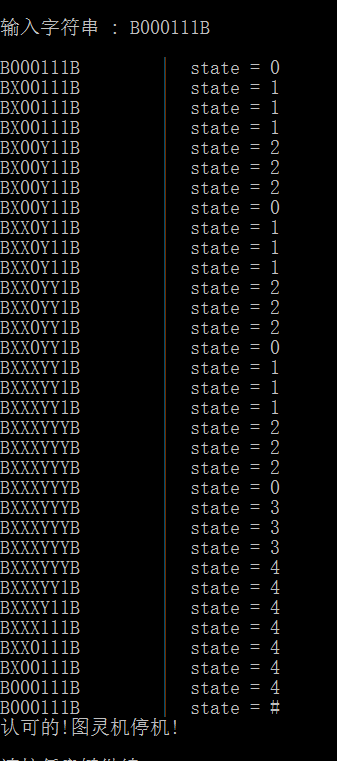 输入字符串 : B000111B
B000111B | state = 0
BX00111B | state = 1
BX00111B | state = 1
BX00111B | state = 1
BX00Y11B | state = 2
BX00Y11B | state = 2
BX00Y11B | state = 2
BX00Y11B | state = 0
BXX0Y11B | state = 1
BXX0Y11B | state = 1
BXX0Y11B | state = 1
BXX0YY1B | state = 2
BXX0YY1B | state = 2
BXX0YY1B | state = 2
BXX0YY1B | state = 0
BXXXYY1B | state = 1
BXXXYY1B | state = 1
BXXXYY1B | state = 1
BXXXYYYB | state = 2
BXXXYYYB | state = 2
BXXXYYYB | state = 2
BXXXYYYB | state = 0
BXXXYYYB | state = 3
BXXXYYYB | state = 3
BXXXYYYB | state = 3
BXXXYYYB | state = 4
BXXXYY1B | state = 4
BXXXY11B | state = 4
BXXX111B | state = 4
BXX0111B | state = 4
BX00111B | state = 4
B000111B | state = 4
B000111B | state = #
认可的!图灵机停机!